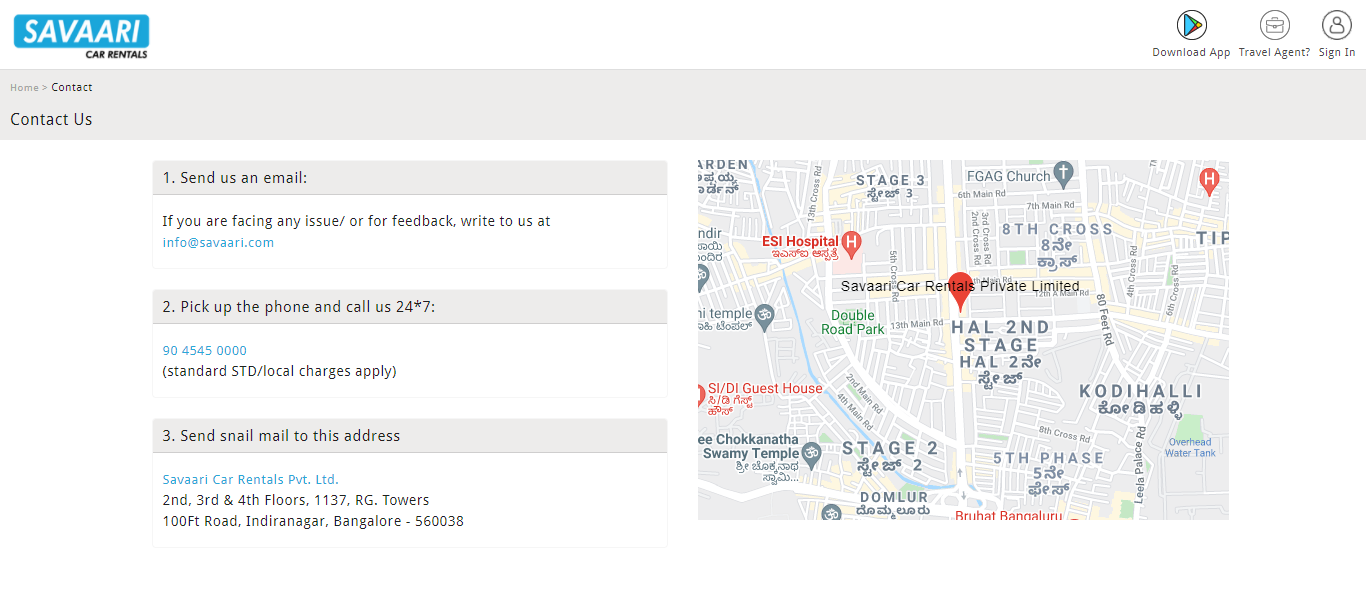 SAVAARI
CAR RENTALS
Download App
Travel Agent?
Sign In
Home > Contact
Contact Us
1. Send us an email:
If you are facing any issue/ or for feedback, write to us at
info@savaari.com
2. Pick up the phone and call us 24*7:
90 4545 0000
(standard STD/local charges apply)
3. Send snail mail to this address
Savaari Car Rentals Pvt. Ltd.
2nd, 3rd & 4th Floors, 1137, RG. Towers
100Ft Road, Indiranagar, Bangalore - 560038
ARDEN
13th Cross Rd
STAGE 3
ಸ್ಟೇಜ್ 3
FGAG Church
6th Main Rd
7th Main Rd
2nd Cross Rd
3rd Cross Rd
8TH CROSS
8ನೇ
ಕ್ರಾಸ್
TIP
ndir
ESI Hospital
ಇಎಸ್ಐ ಆಸ್ಪತ್ರೆ
5th Cross Rd
4th Cross Rd
6th Cross Rd
Savaari Car Rentals Private Limited
12th A Main Rd
80 Feet Rd
ni temple
Double
Road Park
13th Main Rd
HAL 2ND
STAGE
HAL 2ನೇ
ಸ್ಟೇಜ್
SI/DI Guest House
ಸಿ/ಡಿ ಗೆಸ್ಟ್
ಹೌಸ್
2nd Main Rd
4th Main Rd
KODIHALLI
ಕೋಡಿಹಳ್ಳಿ
ee Chokkanatha
Swamy Temple
ಶ್ರೀ ಚೊಕ್ಕನಾಥ
ಸ್ವಾಮಿ...
STAGE 2
ಸ್ಟೇಜ್ 2
8th Cross Rd
5TH PHASE
5ನೇ
ಫೇಸ್
Leela Palace Rd
Overhead
Water Tank
DOMLUR
ದೊಮ್ಮಲೂರು
Bruhat Bangaluru